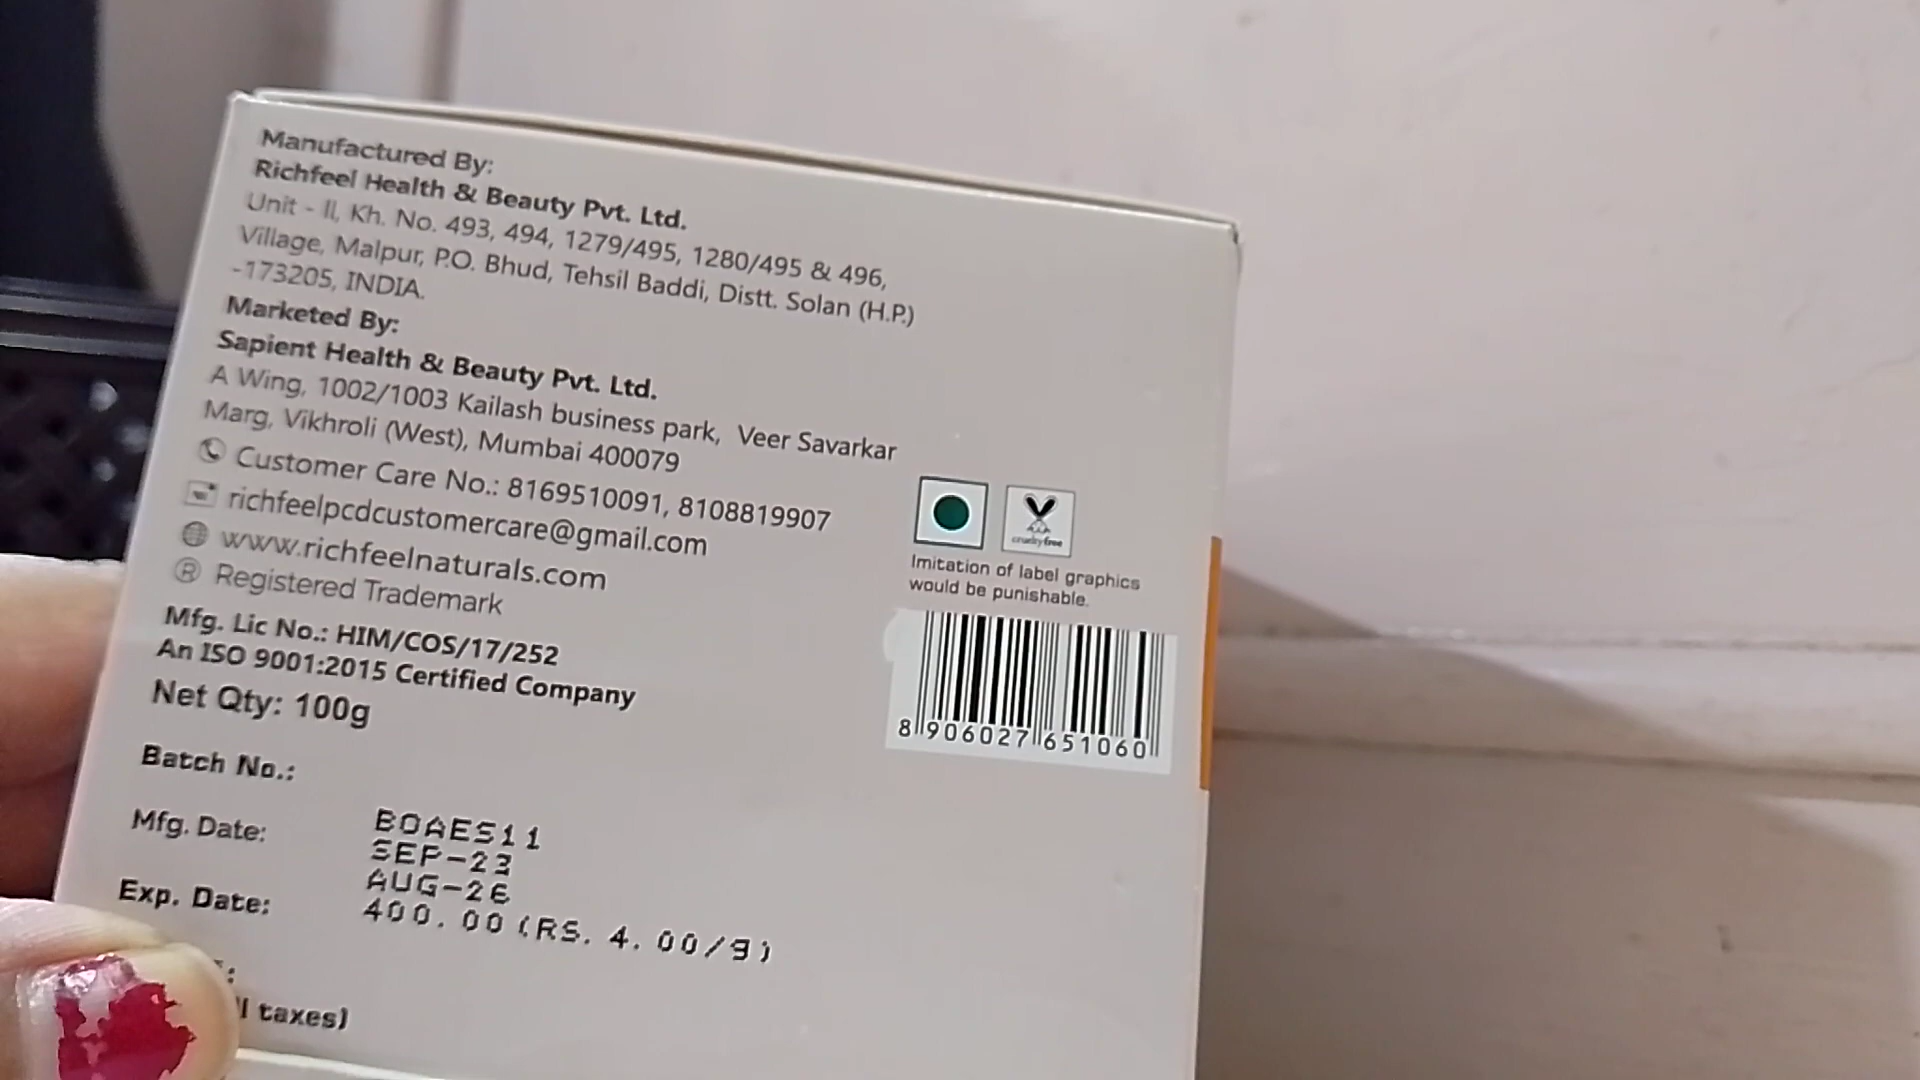 Manufactured By:
Richfeel Health & Beauty Pvt. Ltd.
Unit - II, Kh. No. 493, 494, 1279/495, 1280/495 & 496,
Village, Malpur, P.O. Bhud, Tehsil Baddi, Distt. Solan (H.P.)
-173205, INDIA.
Marketed By:
Sapient Health & Beauty Pvt. Ltd.
A Wing, 1002/1003 Kailash business park, Veer Savarkar
Marg, Vikhroli (West), Mumbai 400079
Customer Care No.: 8169510091, 8108819907
richfeelpcdcustomercare@gmail.com
www.richfeelnaturals.com
® Registered Trademark
Mfg. Lic No.: HIM/COS/17/252
An ISO 9001:2015 Certified Company
Net Qty: 100g
cruelty free
Imitation of label graphics
would be punishable.
8 906027 651060
Batch No.:
BOAES11
Mfg. Date:
SEP-23
AUG-26
Exp. Date:
400.00 (RS. 4.00/g)
taxes)